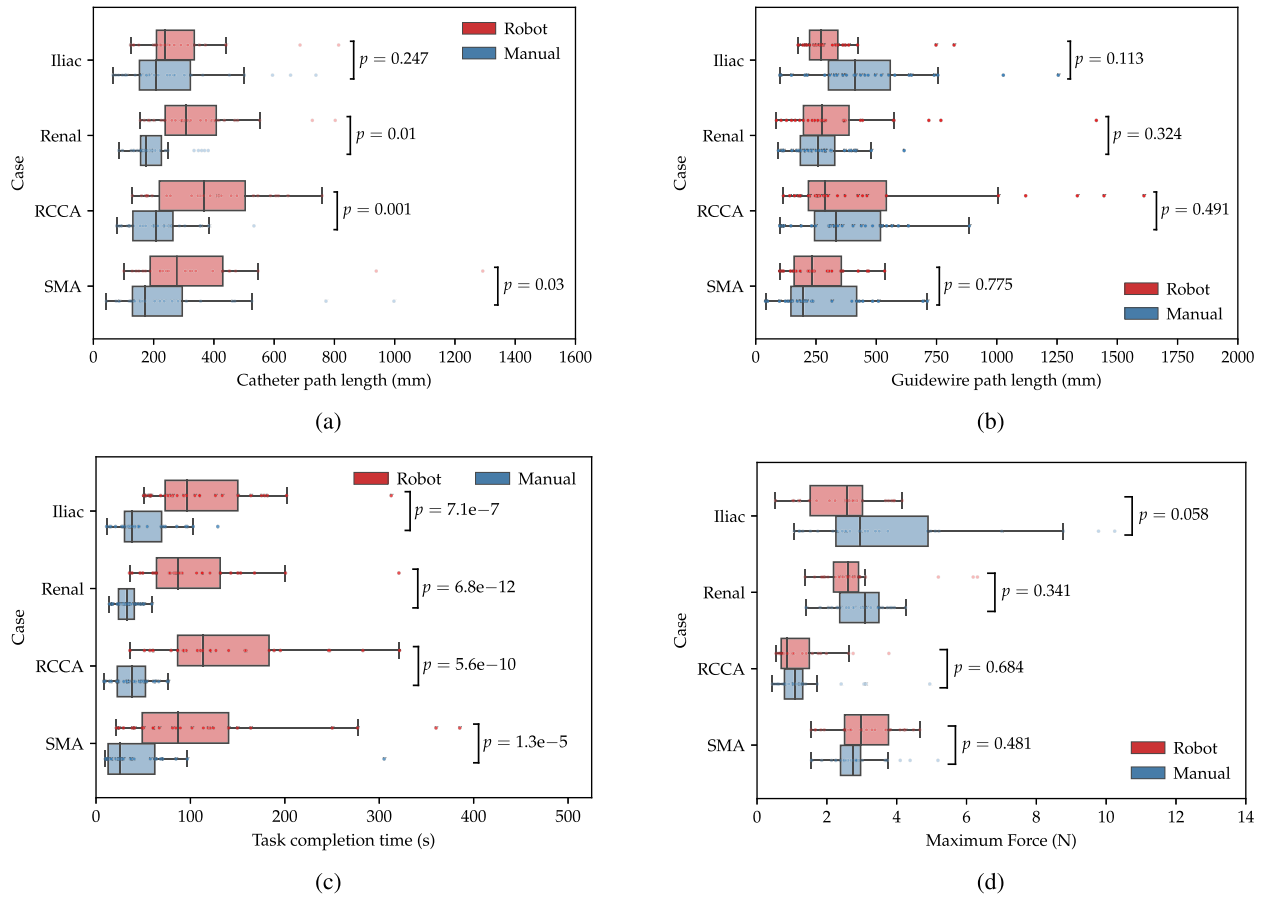 Robot
Manual
Iliac
p = 0.247
Renal
p = 0.01
RCCA
p = 0.001
SMA
p = 0.03
Case
0 200 400 600 800 1000 1200 1400 1600
Catheter path length (mm)
(a)
Iliac
p = 0.113
Renal
p = 0.324
RCCA
p = 0.491
SMA
p = 0.775
Robot
Manual
Case
0 250 500 750 1000 1250 1500 1750 2000
Guidewire path length (mm)
(b)
Robot Manual
Iliac
p = 7.1e−7
Renal
p = 6.8e−12
RCCA
p = 5.6e−10
SMA
p = 1.3e−5
Case
0 100 200 300 400 500
Task completion time (s)
(c)
Iliac
p = 0.058
Renal
p = 0.341
RCCA
p = 0.684
SMA
p = 0.481
Robot
Manual
Case
0 2 4 6 8 10 12 14
Maximum Force (N)
(d)